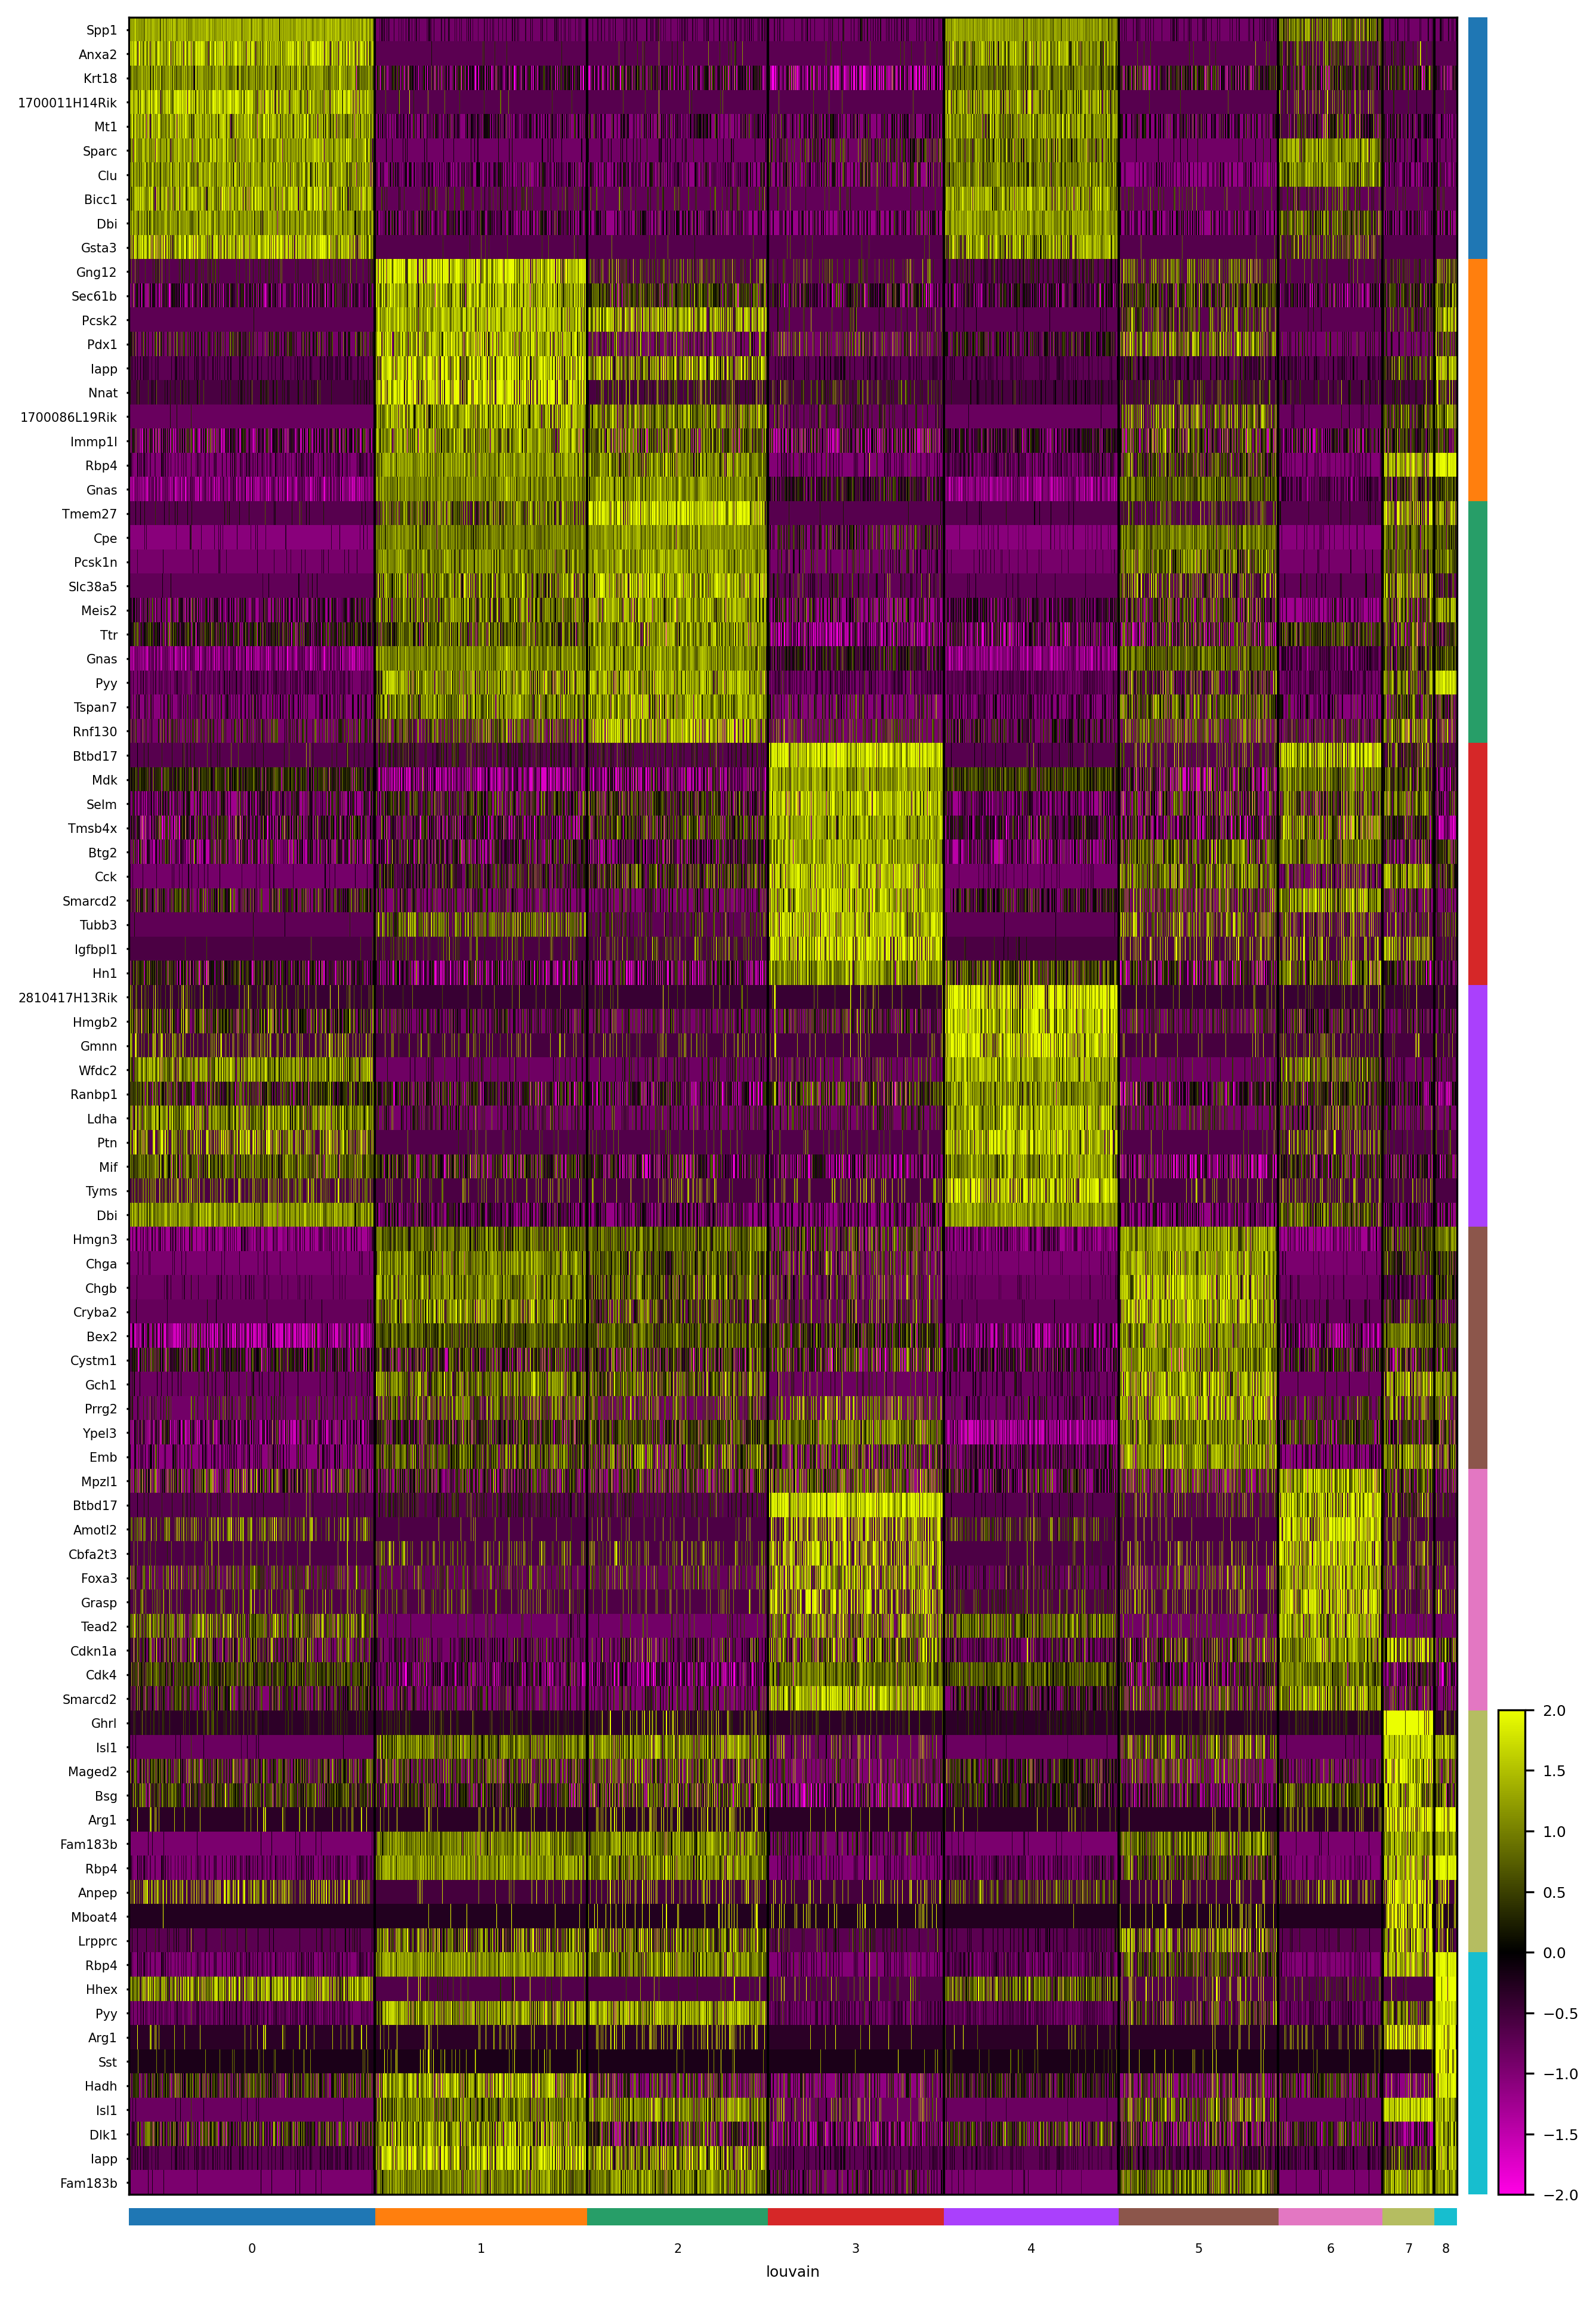 Spp1
Anxa2
Krt18
1700011H14Rik
Mt1
Sparc
Clu
Bicc1
Dbi
Gsta3
Gng12
Sec61b
Pcsk2
Pdx1
Iapp
Nnat
1700086L19Rik
Immp1l
Rbp4
Gnas
Tmem27
Cpe
Pcsk1n
Slc38a5
Meis2
Ttr
Gnas
Pyy
Tspan7
Rnf130
Btbd17
Mdk
Selm
Tmsb4x
Btg2
Cck
Smarcd2
Tubb3
Igfbpl1
Hn1
2810417H13Rik
Hmgb2
Gmnn
Wfdc2
Ranbp1
Ldha
Ptn
Mif
Tyms
Dbi
Hmgn3
Chga
Chgb
Cryba2
Bex2
Cystm1
Gch1
Prrg2
Ypel3
Emb
Mpzl1
Btbd17
Amotl2
Cbfa2t3
Foxa3
Grasp
Tead2
Cdkn1a
Cdk4
Smarcd2
Ghrl
Isl1
Maged2
Bsg
Arg1
Fam183b
Rbp4
Anpep
Mboat4
Lrpprc
Rbp4
Hhex
Pyy
Arg1
Sst
Hadh
Isl1
Dlk1
Iapp
Fam183b
2.0
1.5
1.0
0.5
0.0
−0.5
−1.0
−1.5
−2.0
0 1 2 3 4 5 6 7 8
louvain